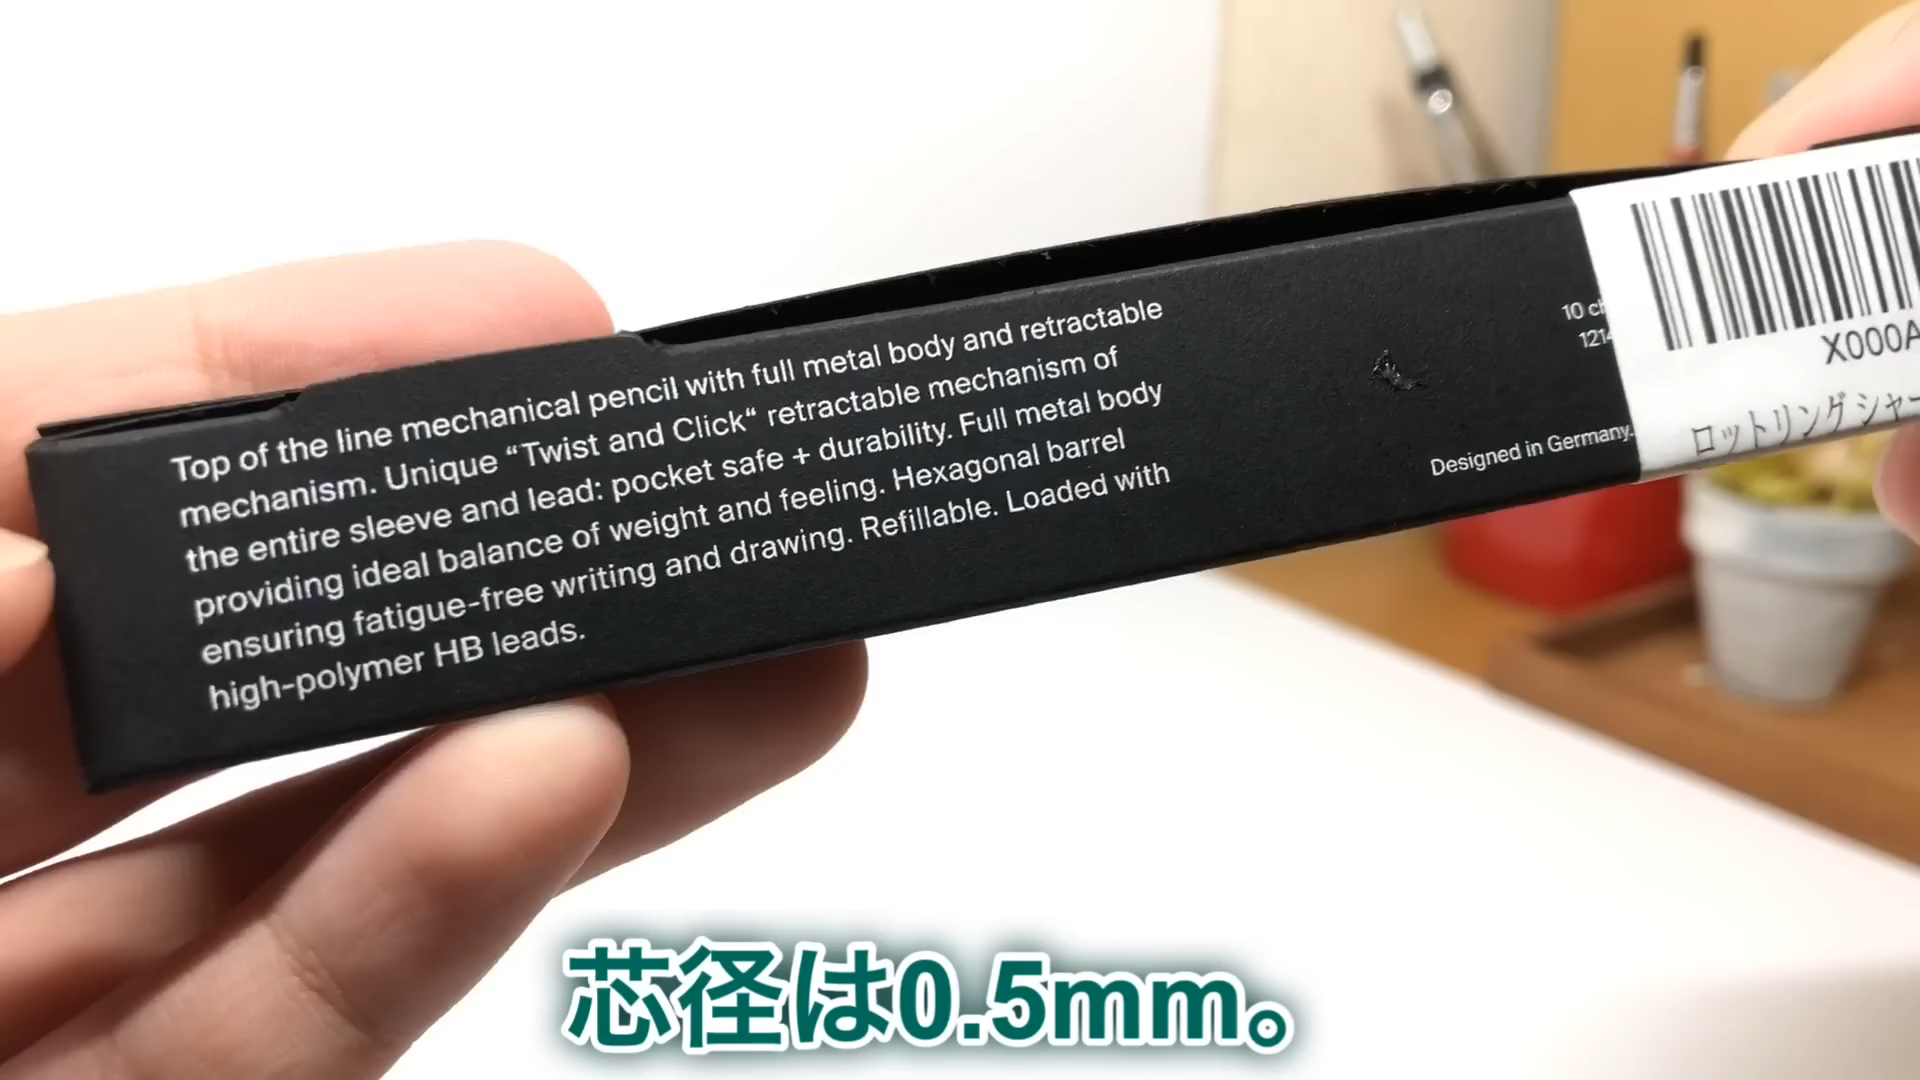 Top of the line mechanical pencil with full metal body and retractable
mechanism. Unique “Twist and Click“ retractable mechanism of
the entire sleeve and lead: pocket safe + durability. Full metal body
providing ideal balance of weight and feeling. Hexagonal barrel
ensuring fatigue-free writing and drawing. Refillable. Loaded with
high-polymer HB leads.
10
Designed in Germany.
X000A
ロットリング シャー
芯径は0.5mm。